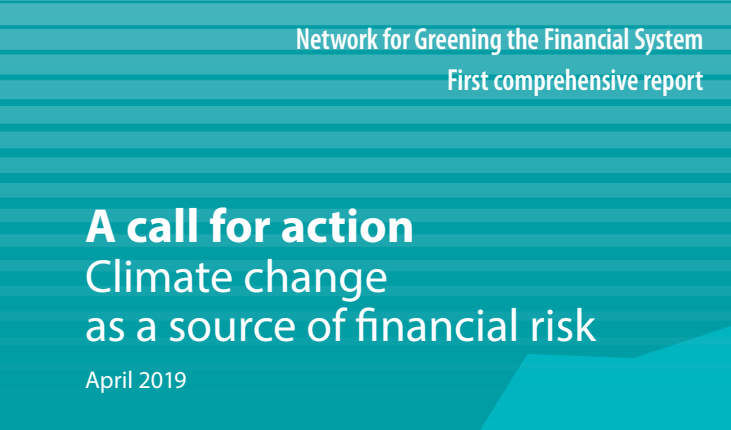 Network for Greening the Financial System
First comprehensive report
A call for action
Climate change
as a source of financial risk
April 2019